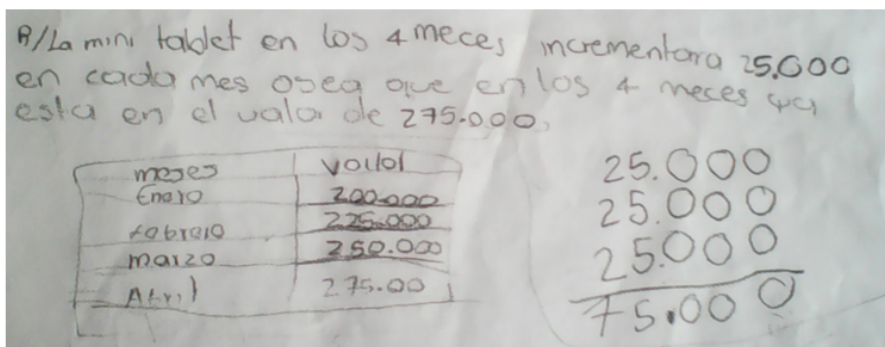 R/La mini tablet en los 4 meces incrementara 25.000
en cada mes osea que en los 4 meces ya
esta en el valor de 275.000,
meses valol
Enero 200.000
febrero 225.000
marzo 250.000
Abril 275.00
25.000
25.000
25.000
75.000